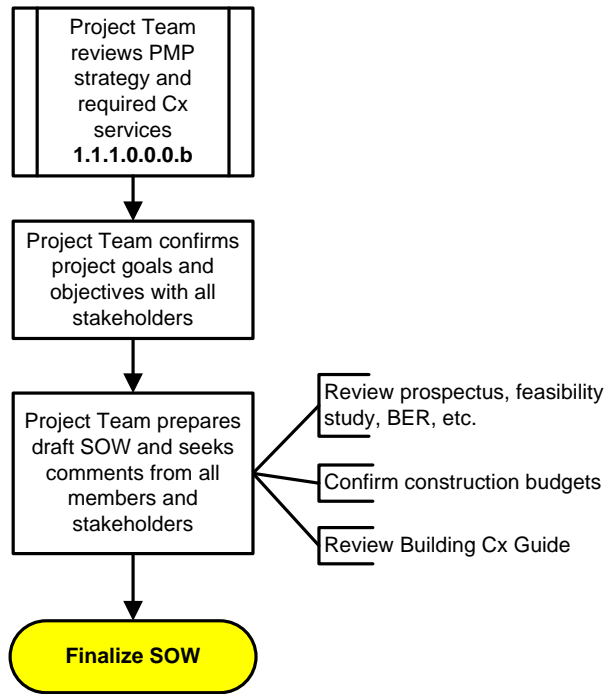 Project Team
reviews PMP
strategy and
required Cx
services
1.1.1.0.0.0.b
Project Team confirms
project goals and
objectives with all
stakeholders
Project Team prepares
draft SOW and seeks
comments from all
members and
stakeholders
Review prospectus, feasibility
study, BER, etc.
Confirm construction budgets
Review Building Cx Guide
Finalize SOW